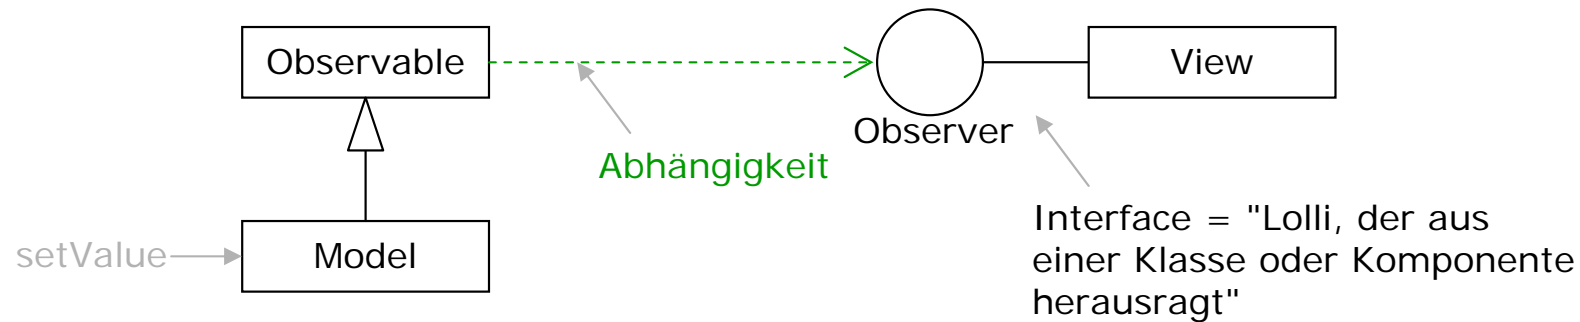 Observable
View
Observer
Abhängigkeit
Interface = "Lolli, der aus
einer Klasse oder Komponente
herausragt"
setValue
Model